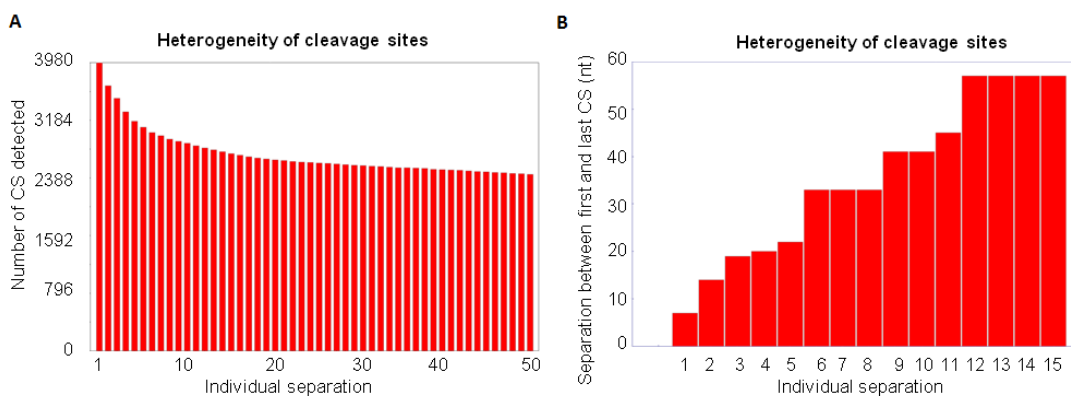 A
Heterogeneity of cleavage sites
Number of CS detected
3980
3184
2388
1592
796
0
1 10 20 30 40 50
Individual separation
B
Heterogeneity of cleavage sites
Separation between first and last CS (nt)
60
50
40
30
20
10
0
1 2 3 4 5 6 7 8 9 10 11 12 13 14 15
Individual separation